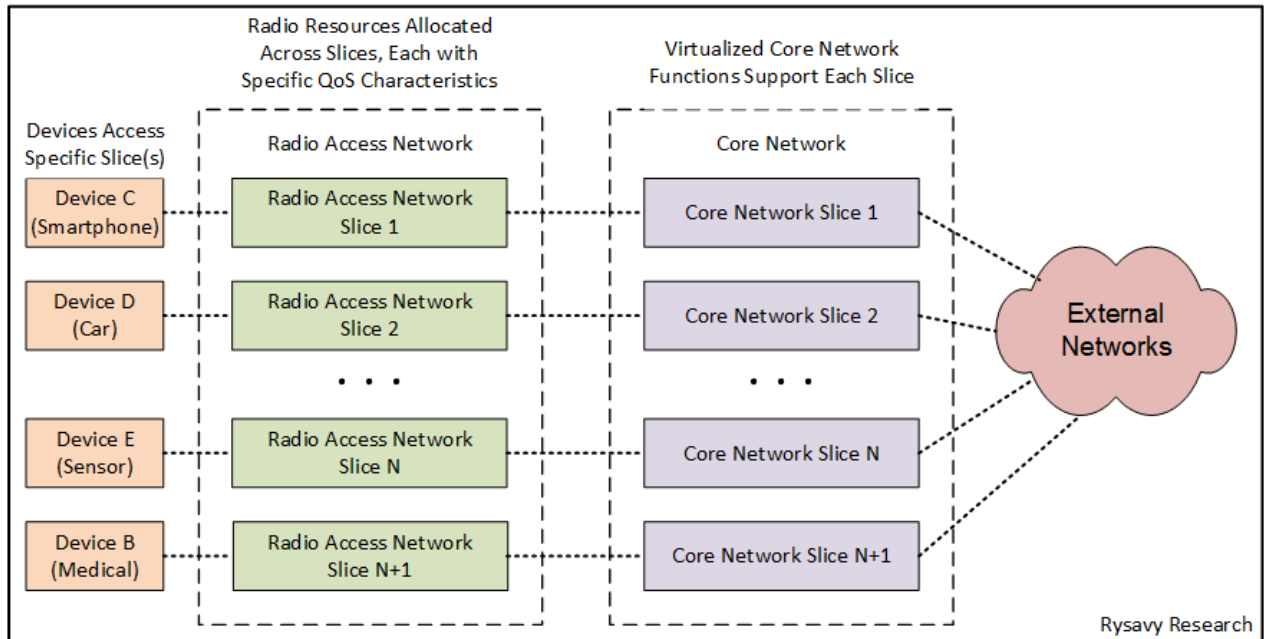 Radio Resources Allocated
Across Slices, Each with
Specific QoS Characteristics
Virtualized Core Network
Functions Support Each Slice
Devices Access
Specific Slice(s)
Radio Access Network
Core Network
Device C
(Smartphone)
Radio Access Network
Slice 1
Core Network Slice 1
Device D
(Car)
Radio Access Network
Slice 2
Core Network Slice 2
External
Networks
. . .
. . .
Device E
(Sensor)
Radio Access Network
Slice N
Core Network Slice N
Device B
(Medical)
Radio Access Network
Slice N+1
Core Network Slice N+1
Rysavy Research